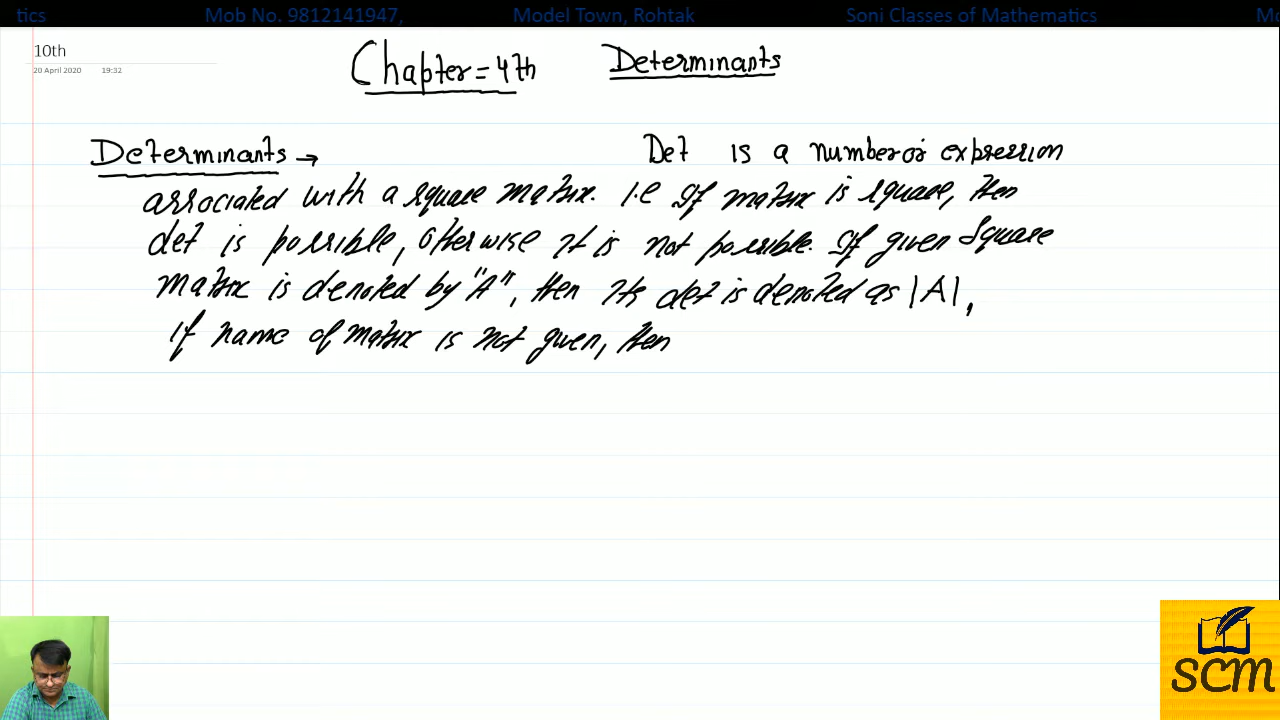 tics Mob No. 9812141947, Model Town, Rohtak Soni Classes of Mathematics
10th
20 April 2020 19:32
Chapter = 4th Determinants
Determinants → Det is a number or expression
associated with a square matrix. i.e If matrix is square, then
det is possible, otherwise it is not possible. If given square
matrix is denoted by "A", then its det is denoted as |A|,
if name of matrix is not given, then
SCM